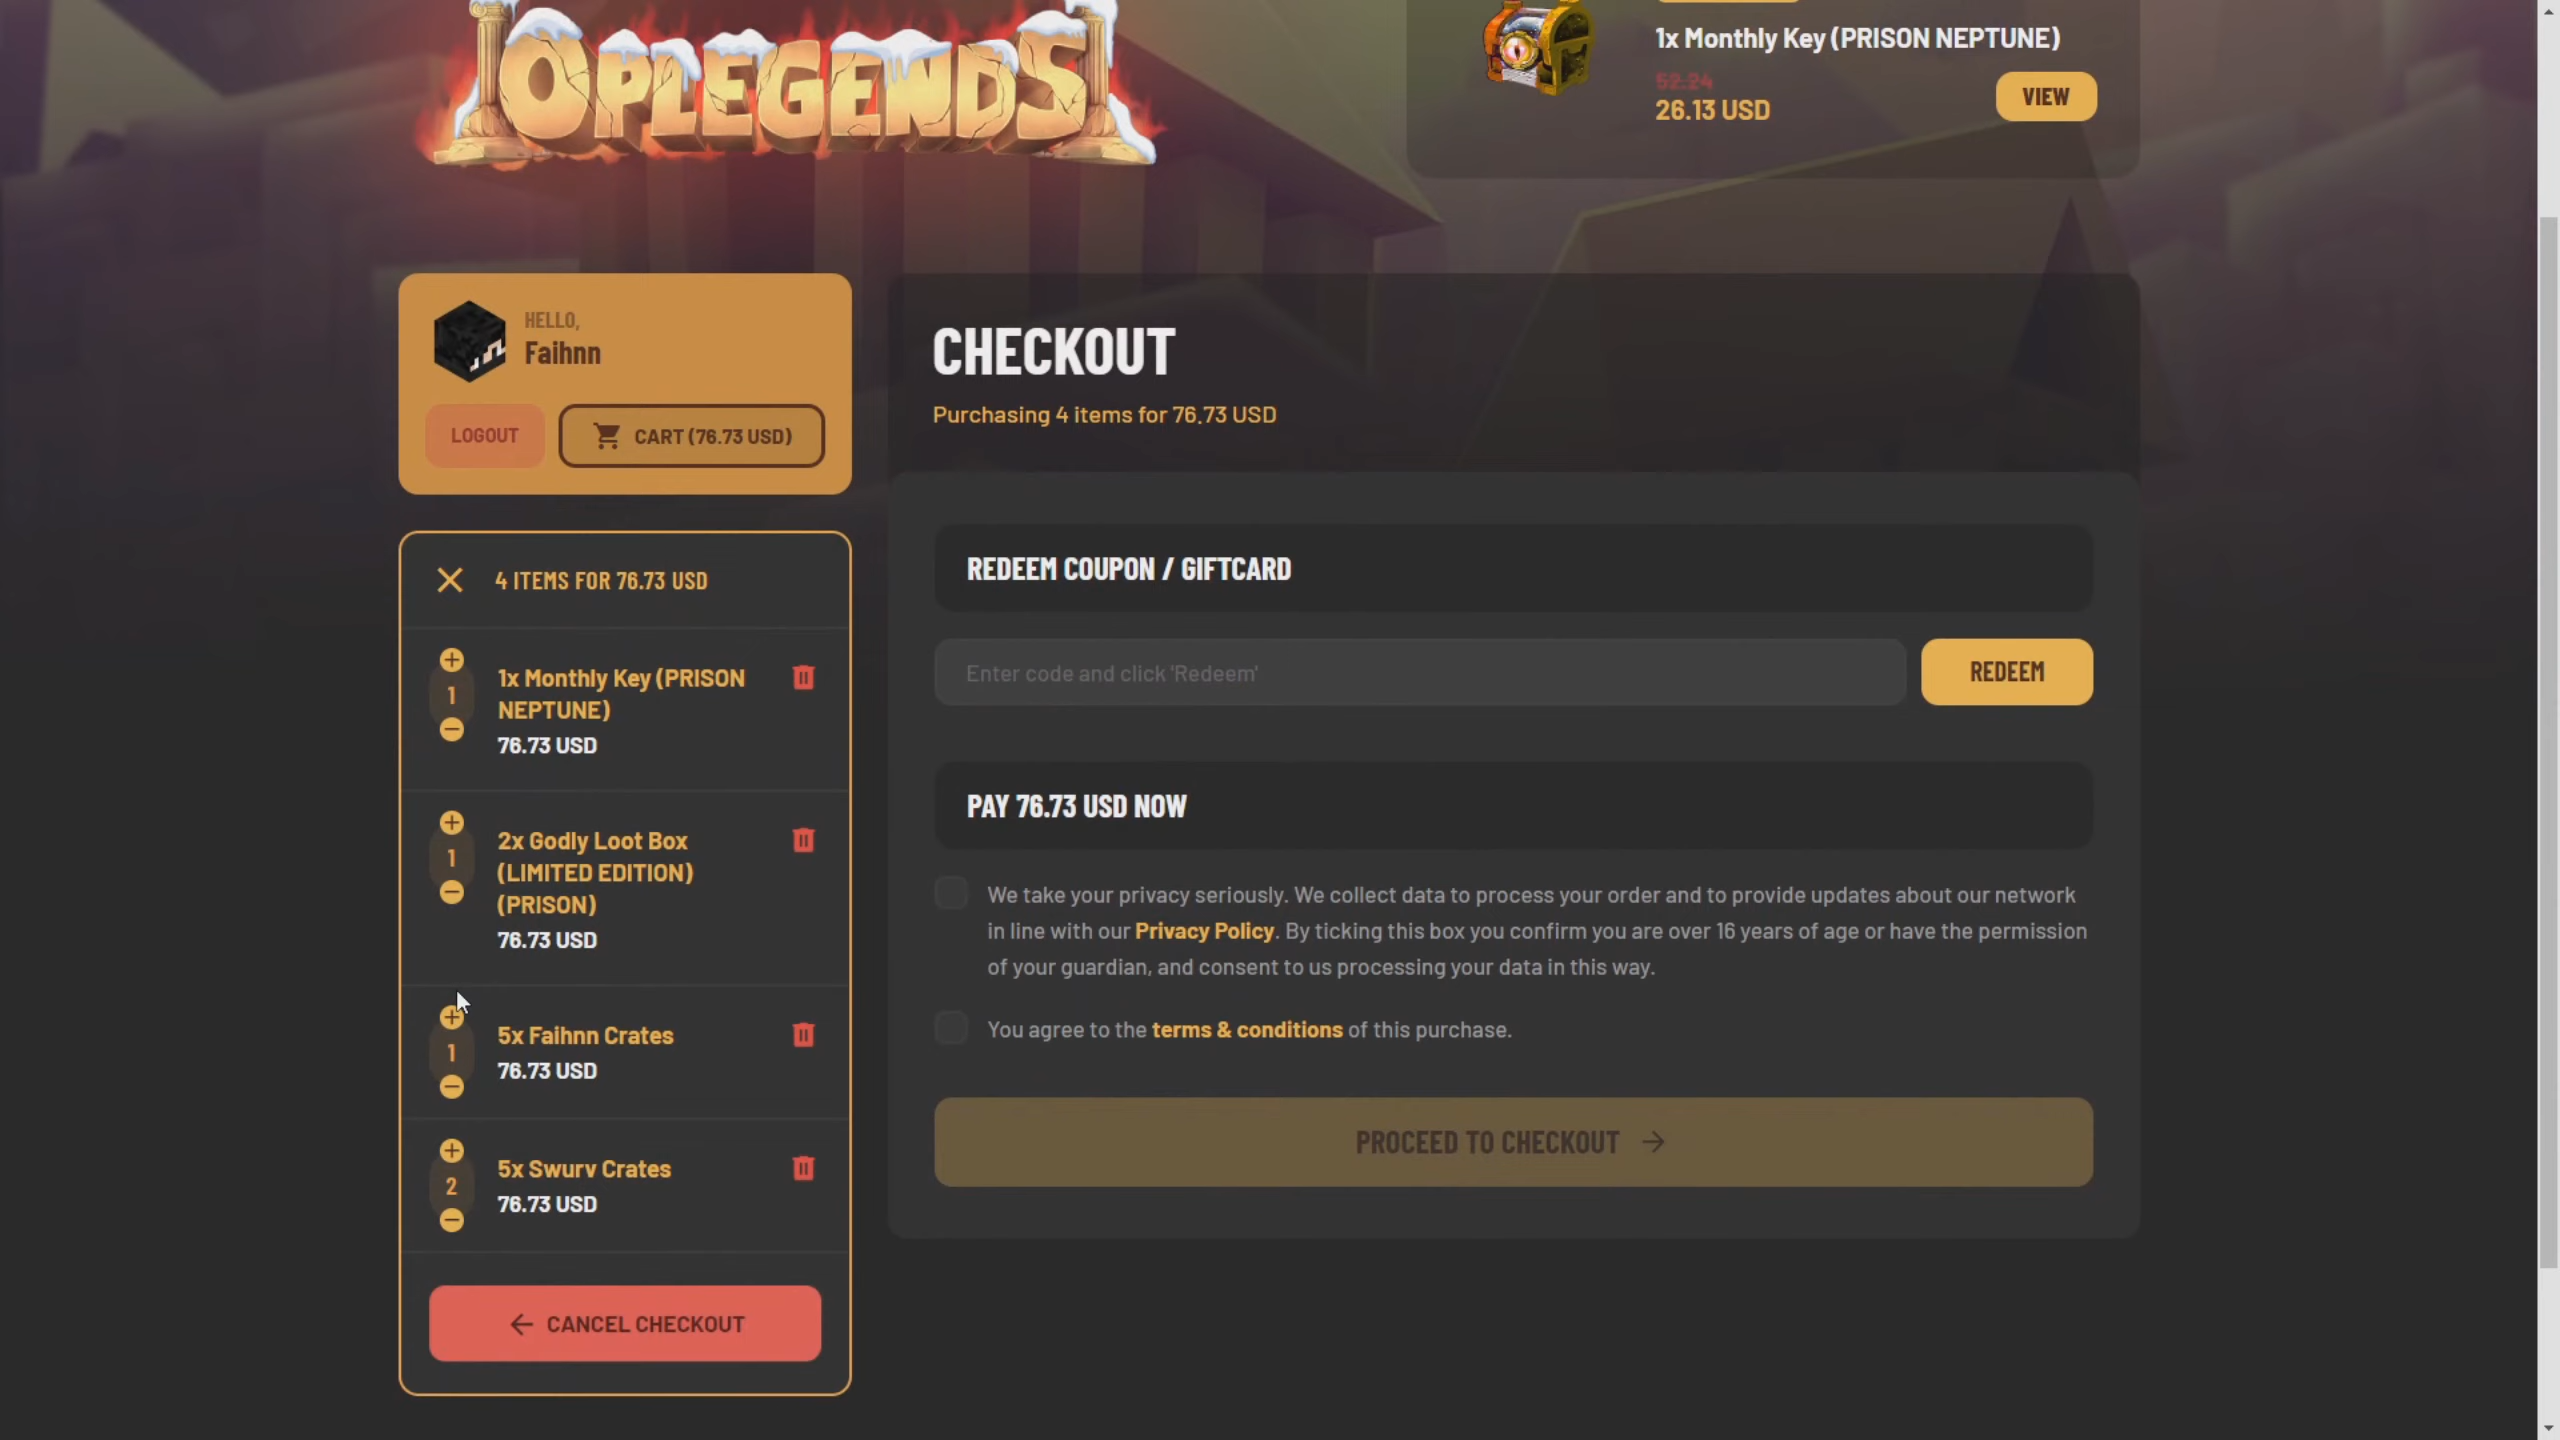 OPLEGENDS
1x Monthly Key (PRISON NEPTUNE)
52.24
26.13 USD
VIEW
HELLO,
Faihnn
LOGOUT
CART (76.73 USD)
CHECKOUT
Purchasing 4 items for 76.73 USD
4 ITEMS FOR 76.73 USD
1
1x Monthly Key (PRISON
NEPTUNE)
76.73 USD
1
2x Godly Loot Box
(LIMITED EDITION)
(PRISON)
76.73 USD
1
5x Faihnn Crates
76.73 USD
2
5x Swurv Crates
76.73 USD
CANCEL CHECKOUT
REDEEM COUPON / GIFTCARD
Enter code and click 'Redeem'
REDEEM
PAY 76.73 USD NOW
We take your privacy seriously. We collect data to process your order and to provide updates about our network
in line with our Privacy Policy. By ticking this box you confirm you are over 16 years of age or have the permission
of your guardian, and consent to us processing your data in this way.
You agree to the terms & conditions of this purchase.
PROCEED TO CHECKOUT